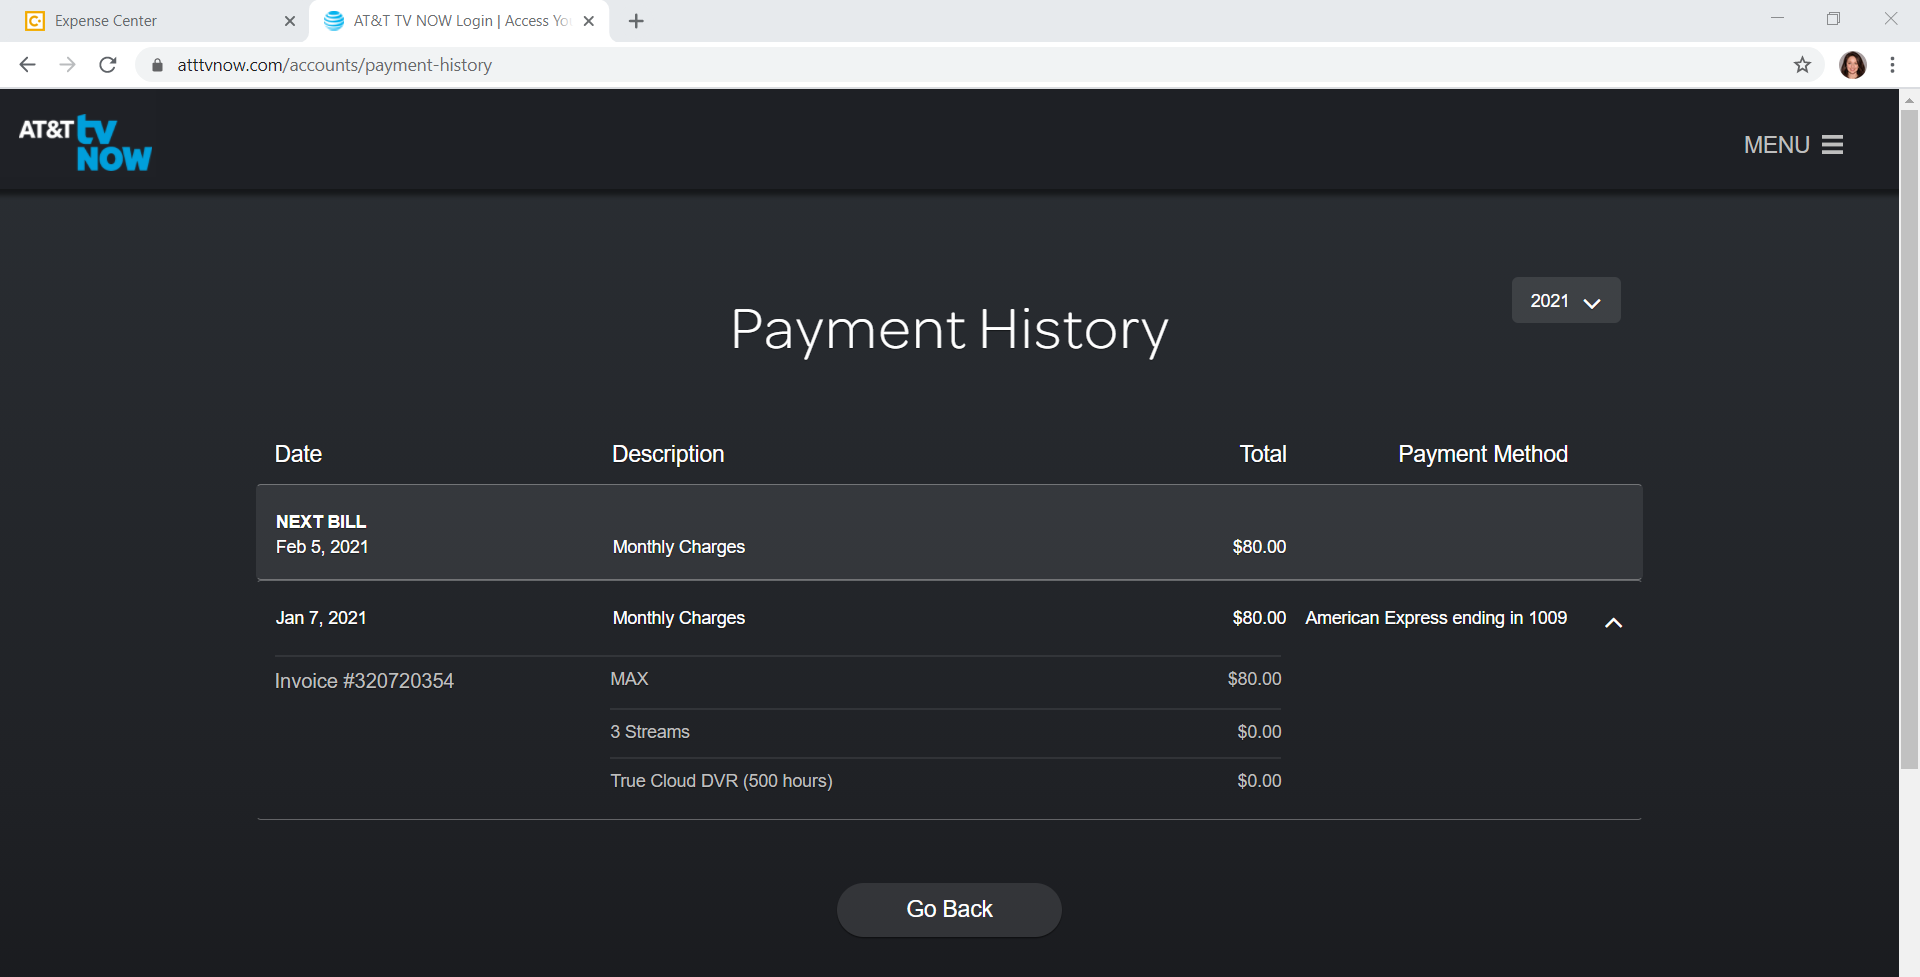 Expense Center
AT&T TV NOW Login | Access Yo
atttvnow.com/accounts/payment-history
AT&T tv NOW
MENU
2021
Payment History
Date Description Total Payment Method
NEXT BILL
Feb 5, 2021 Monthly Charges $80.00
Jan 7, 2021 Monthly Charges $80.00 American Express ending in 1009
Invoice #320720354 MAX $80.00
3 Streams $0.00
True Cloud DVR (500 hours) $0.00
Go Back